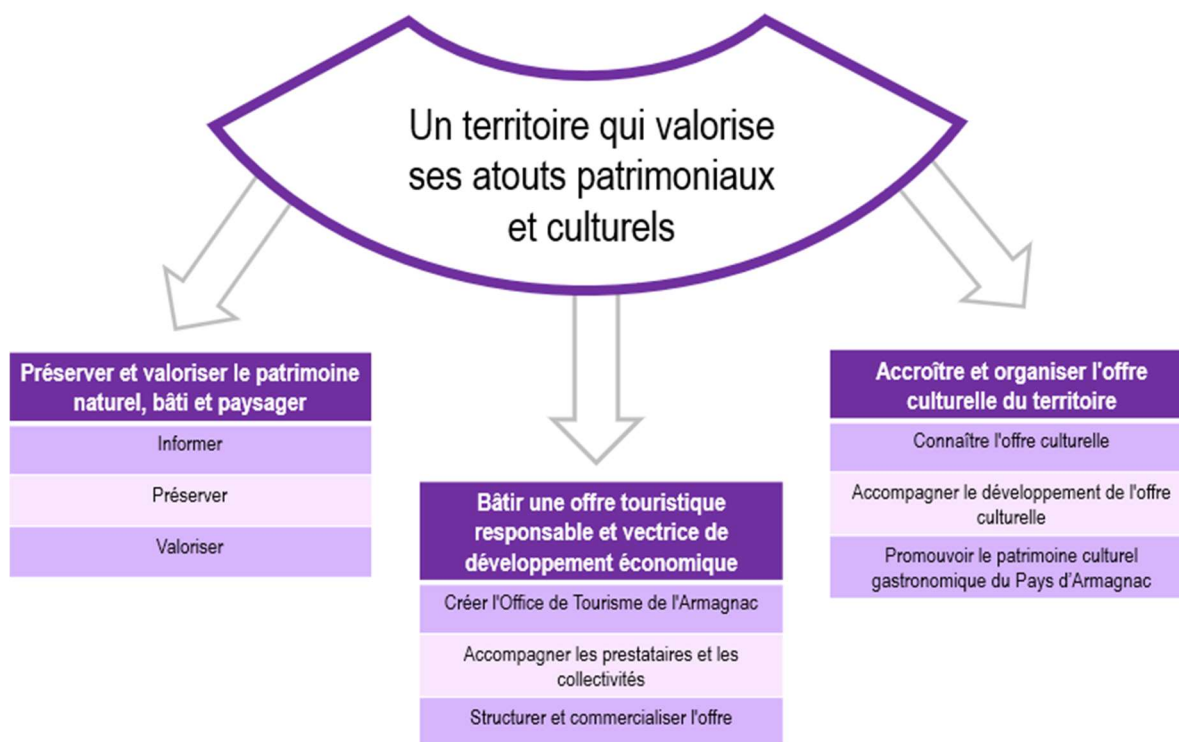 Un territoire qui valorise
ses atouts patrimoniaux
et culturels
Préserver et valoriser le patrimoine
naturel, bâti et paysager
Informer
Préserver
Valoriser
Bâtir une offre touristique
responsable et vectrice de
développement économique
Créer l'Office de Tourisme de l'Armagnac
Accompagner les prestataires et les
collectivités
Structurer et commercialiser l'offre
Accroître et organiser l'offre
culturelle du territoire
Connaître l'offre culturelle
Accompagner le développement de l'offre
culturelle
Promouvoir le patrimoine culturel
gastronomique du Pays d’Armagnac